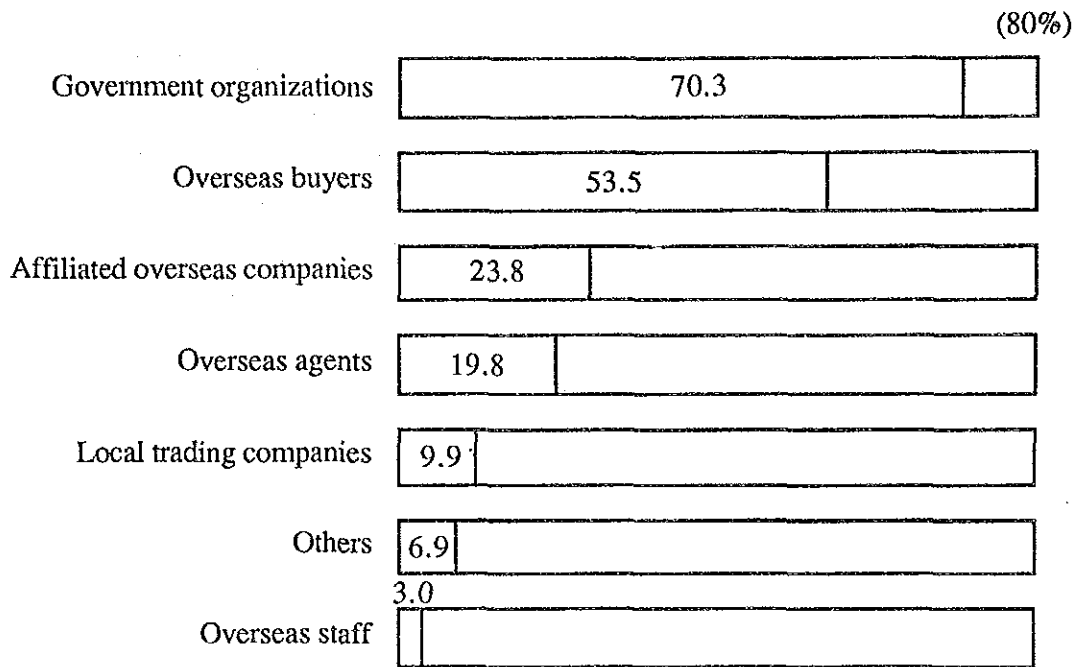 (80%)
Government organizations 70.3
Overseas buyers 53.5
Affiliated overseas companies 23.8
Overseas agents 19.8
Local trading companies 9.9
Others 6.9
3.0
Overseas staff